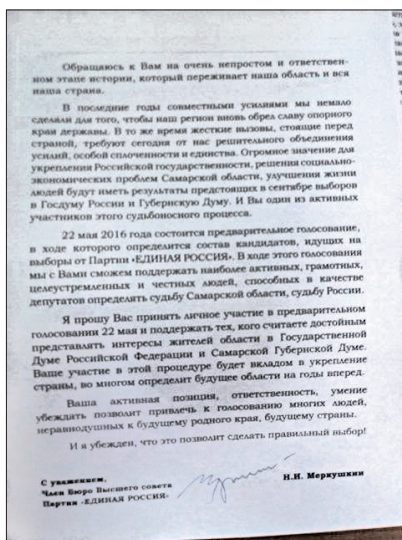 Обращаюсь к Вам на очень непростом и ответствен-
ном этапе истории, который переживает наша область и вся
наша страна.
В последние годы совместными усилиями мы немало
сделали для того, чтобы наш регион вновь обрел славу опорного
края державы. В то же время жесткие вызовы, стоящие перед
страной, требуют сегодня от нас решительного объединения
усилий, особой сплоченности и единства. Огромное значение для
укрепления Российской государственности, решения социально-
экономических проблем Самарской области, улучшения жизни
людей будут иметь результаты предстоящих в сентябре выборов
в Госдуму России и Губернскую Думу. И Вы один из активных
участников этого судьбоносного процесса.
22 мая 2016 года состоится предварительное голосование,
в ходе которого определится состав кандидатов, идущих на
выборы от Партии «ЕДИНАЯ РОССИЯ». В ходе этого голосования
мы с Вами сможем поддержать наиболее активных, грамотных,
целеустремленных и честных людей, способных в качестве
депутатов определять судьбу Самарской области, судьбу России.
Я прошу Вас принять личное участие в предварительном
голосовании 22 мая и поддержать тех, кого считаете достойным
представлять интересы жителей области в Государственной
Думе Российской Федерации и Самарской Губернской Думе.
Ваше участие в этой процедуре будет вкладом в укрепление
страны, во многом определит будущее области на годы вперед.
Ваша активная позиция, ответственность, умение
убеждать позволит привлечь к голосованию многих людей,
неравнодушных к будущему родного края, будущему страны.
И я убежден, что это позволит сделать правильный выбор!
С уважением,
Член Бюро Высшего совета
Партии «ЕДИНАЯ РОССИЯ»
Н.И. Меркушкин